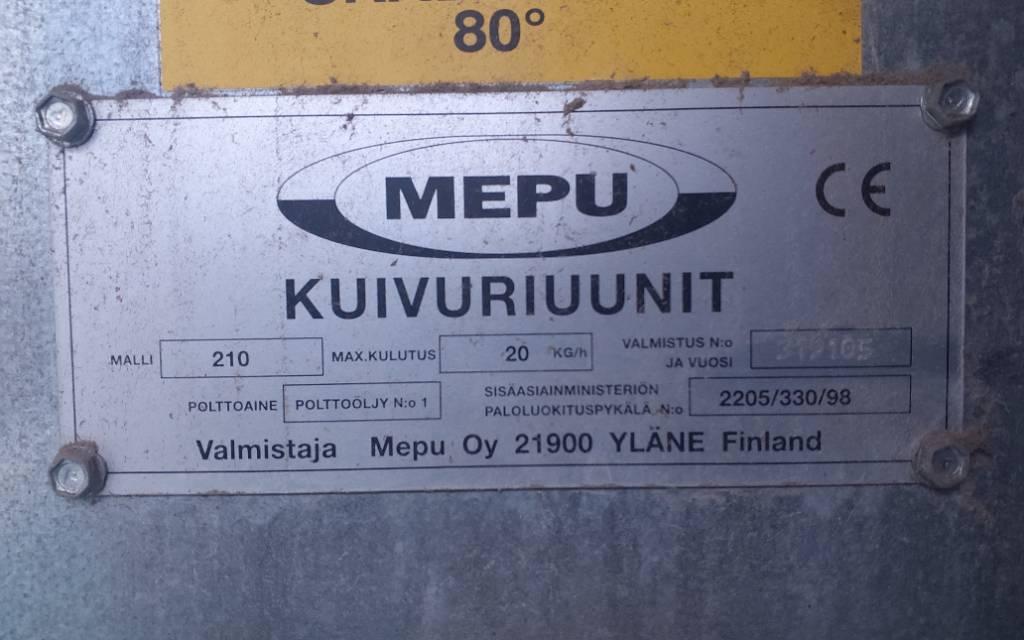 80°
MEPU
CE
KUIVURIUUNIT
MALLI 210 MAX.KULUTUS 20 KG/h VALMISTUS N:o JA VUOSI
POLTTOAINE POLTTOÖLJY N:o 1 SISÄASIAINMINISTERIÖN PALOLUOKITUSPYKÄLÄ N:o 2205/330/98
Valmistaja Mepu Oy 21900 YLÄNE Finland